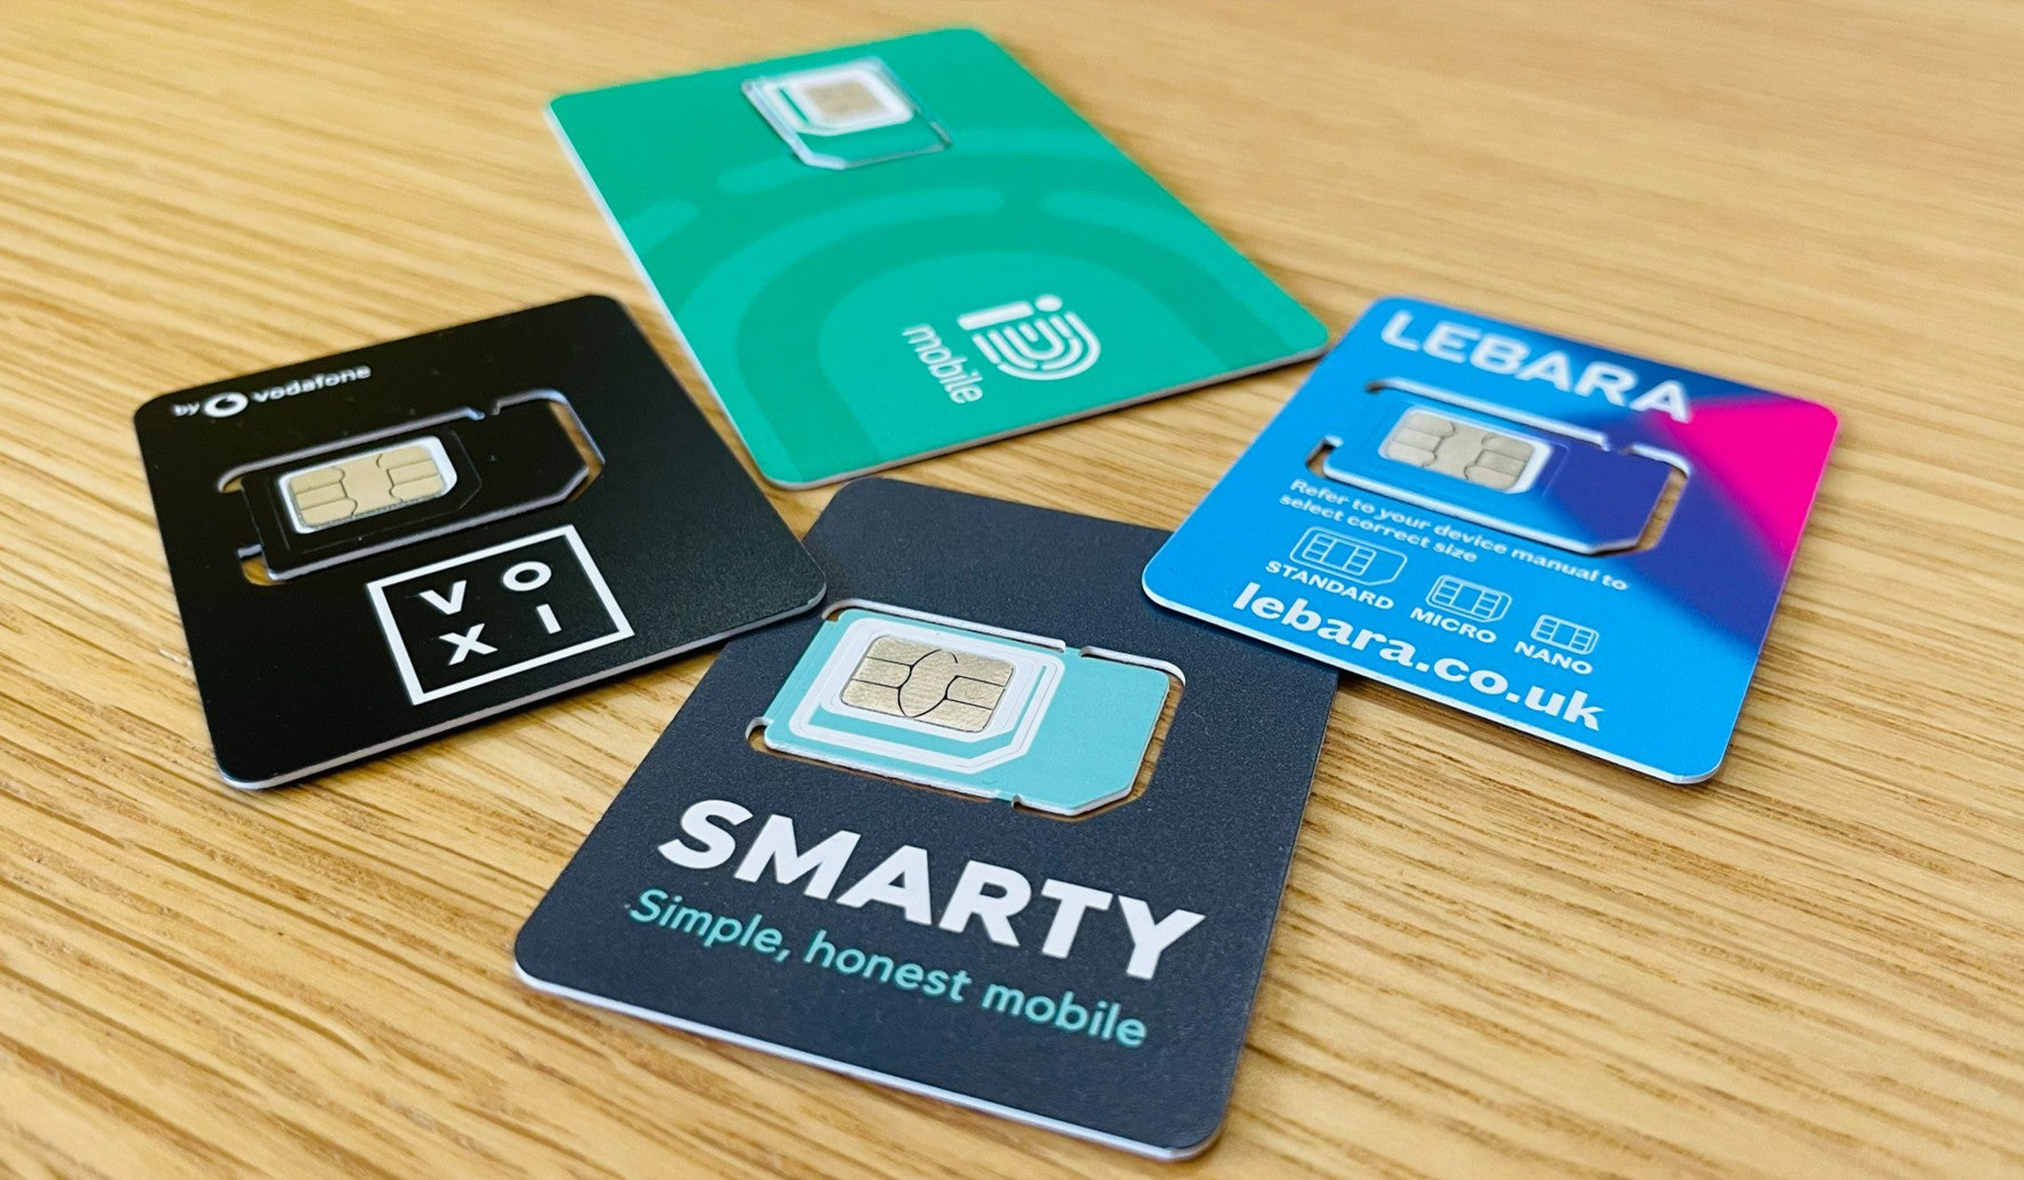 iD
mobile
by vodafone
V O
X I
LEBARA
Refer to your device manual to
select correct size
STANDARD
MICRO
NANO
lebara.co.uk
SMARTY
Simple, honest mobile